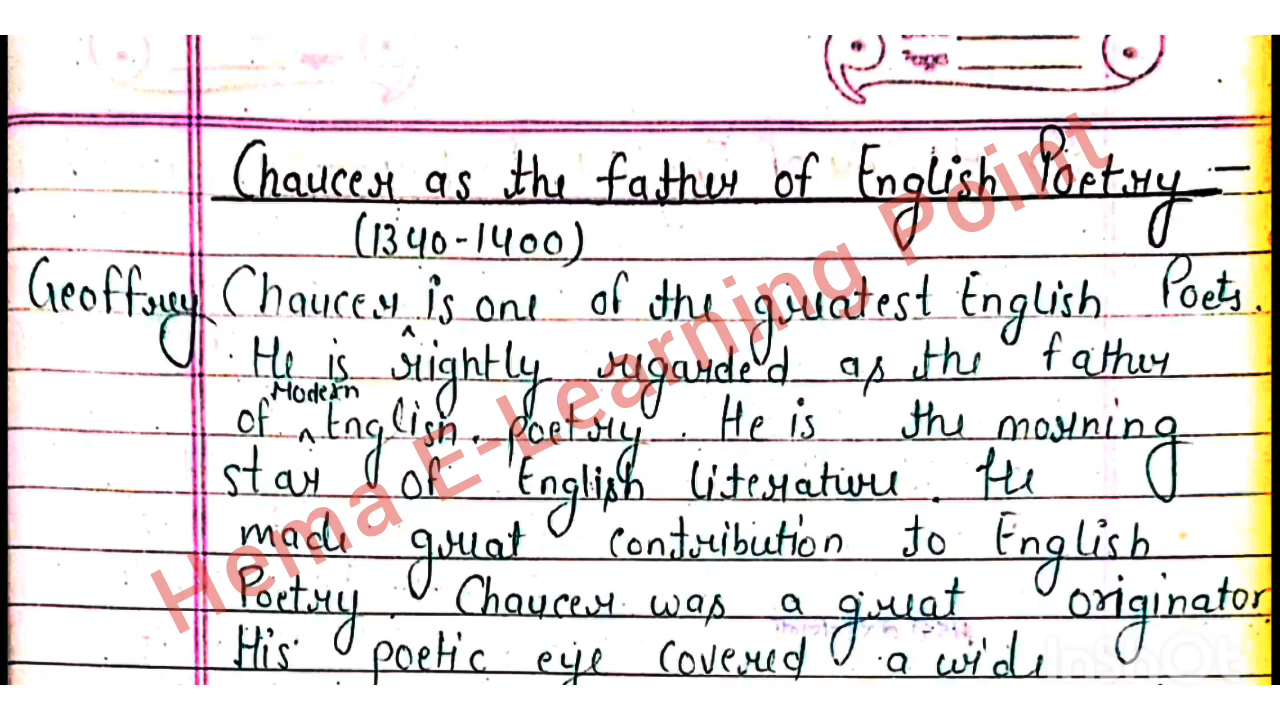 Page
Chaucer as the father of English Poetry -
(1340-1400)
Geoffrey Chaucer is one of the greatest English Poets.
He is rightly regarded as the father
of Modern English poetry. He is the morning
star of English literature. He
made great contribution to English
Poetry. Chaucer was a great originator
His poetic eye covered a wide
Hema E-Learning Point
InShOt